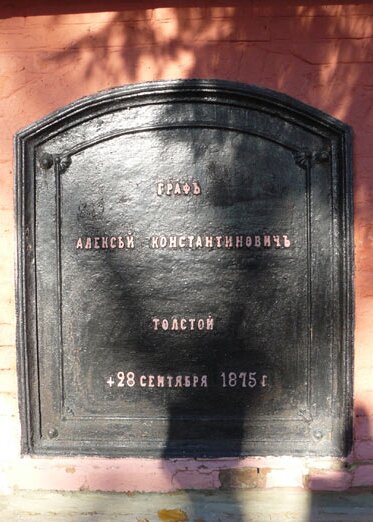 ГРАФЪ
АЛЕКСѢЙ КОНСТАНТИНОВИЧЪ
ТОЛСТОЙ
+28 СЕНТЯБРЯ 1875 Г.